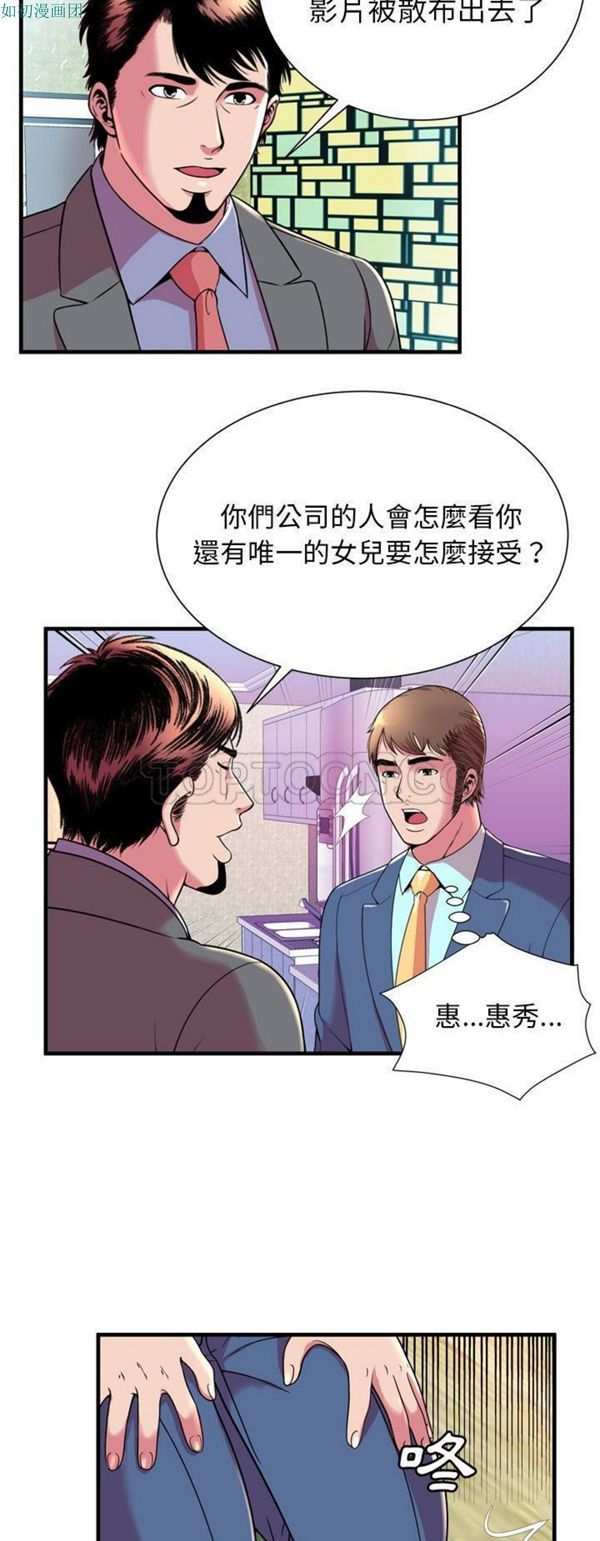 如初漫画团
影片被散布出去了
你們公司的人會怎麼看你
還有唯一的女兒要怎麼接受？
TOPTOON.CO
惠...惠秀...
咚